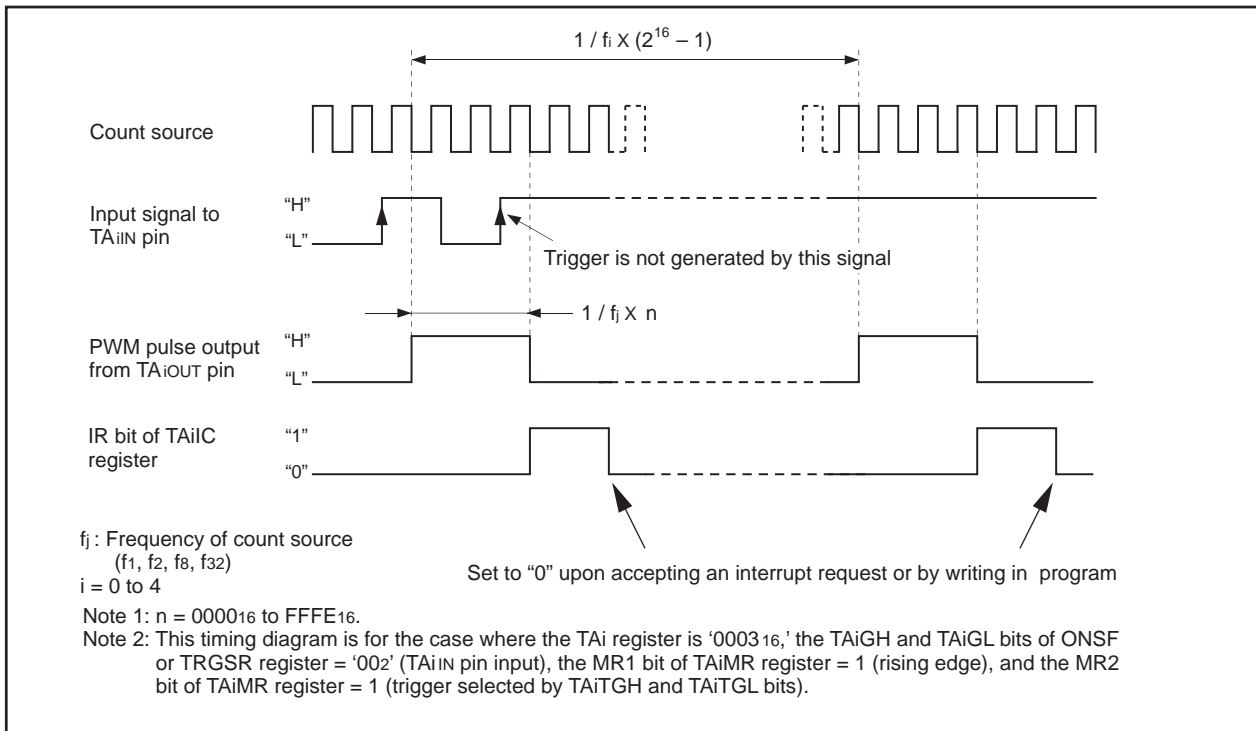 1 / fi X (2^16 – 1)
Count source
Input signal to
TAiIN pin
“H”
“L”
Trigger is not generated by this signal
1 / fj X n
PWM pulse output
from TAiOUT pin
“H”
“L”
IR bit of TAiIC
register
“1”
“0”
fj : Frequency of count source
(f1, f2, f8, f32)
i = 0 to 4
Set to “0” upon accepting an interrupt request or by writing in program
Note 1: n = 000016 to FFFE16.
Note 2: This timing diagram is for the case where the TAi register is ‘000316,’ the TAiGH and TAiGL bits of ONSF
or TRGSR register = ‘002’ (TAiIN pin input), the MR1 bit of TAiMR register = 1 (rising edge), and the MR2
bit of TAiMR register = 1 (trigger selected by TAiTGH and TAiTGL bits).